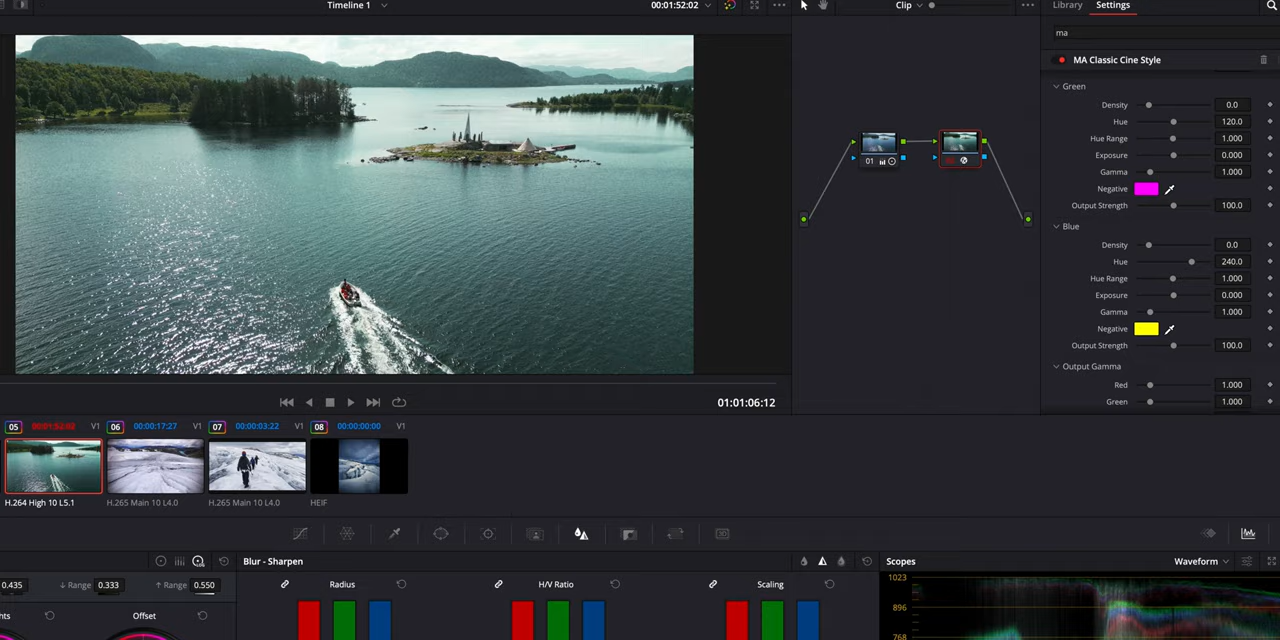 Timeline 1
00:01:52:02
Clip
Library
Settings
ma
MA Classic Cine Style
Green
Density 0.0
Hue 120.0
Hue Range 1.000
Exposure 0.000
Gamma 1.000
Negative
Output Strength 100.0
Blue
Density 0.0
Hue 240.0
Hue Range 1.000
Exposure 0.000
Gamma 1.000
Negative
Output Strength 100.0
Output Gamma
Red 1.000
Green 1.000
01
01:01:06:12
05 00:01:52:02 V1
06 00:00:17:27 V1
07 00:00:03:22 V1
08 00:00:00:00 V1
H.264 High 10 L5.1
H.265 Main 10 L4.0
H.265 Main 10 L4.0
HEIF
3D
Blur - Sharpen
Scopes
Waveform
0.435
↓ Range 0.333
↑ Range 0.550
Radius
H/V Ratio
Scaling
hts
Offset
1023
896
768